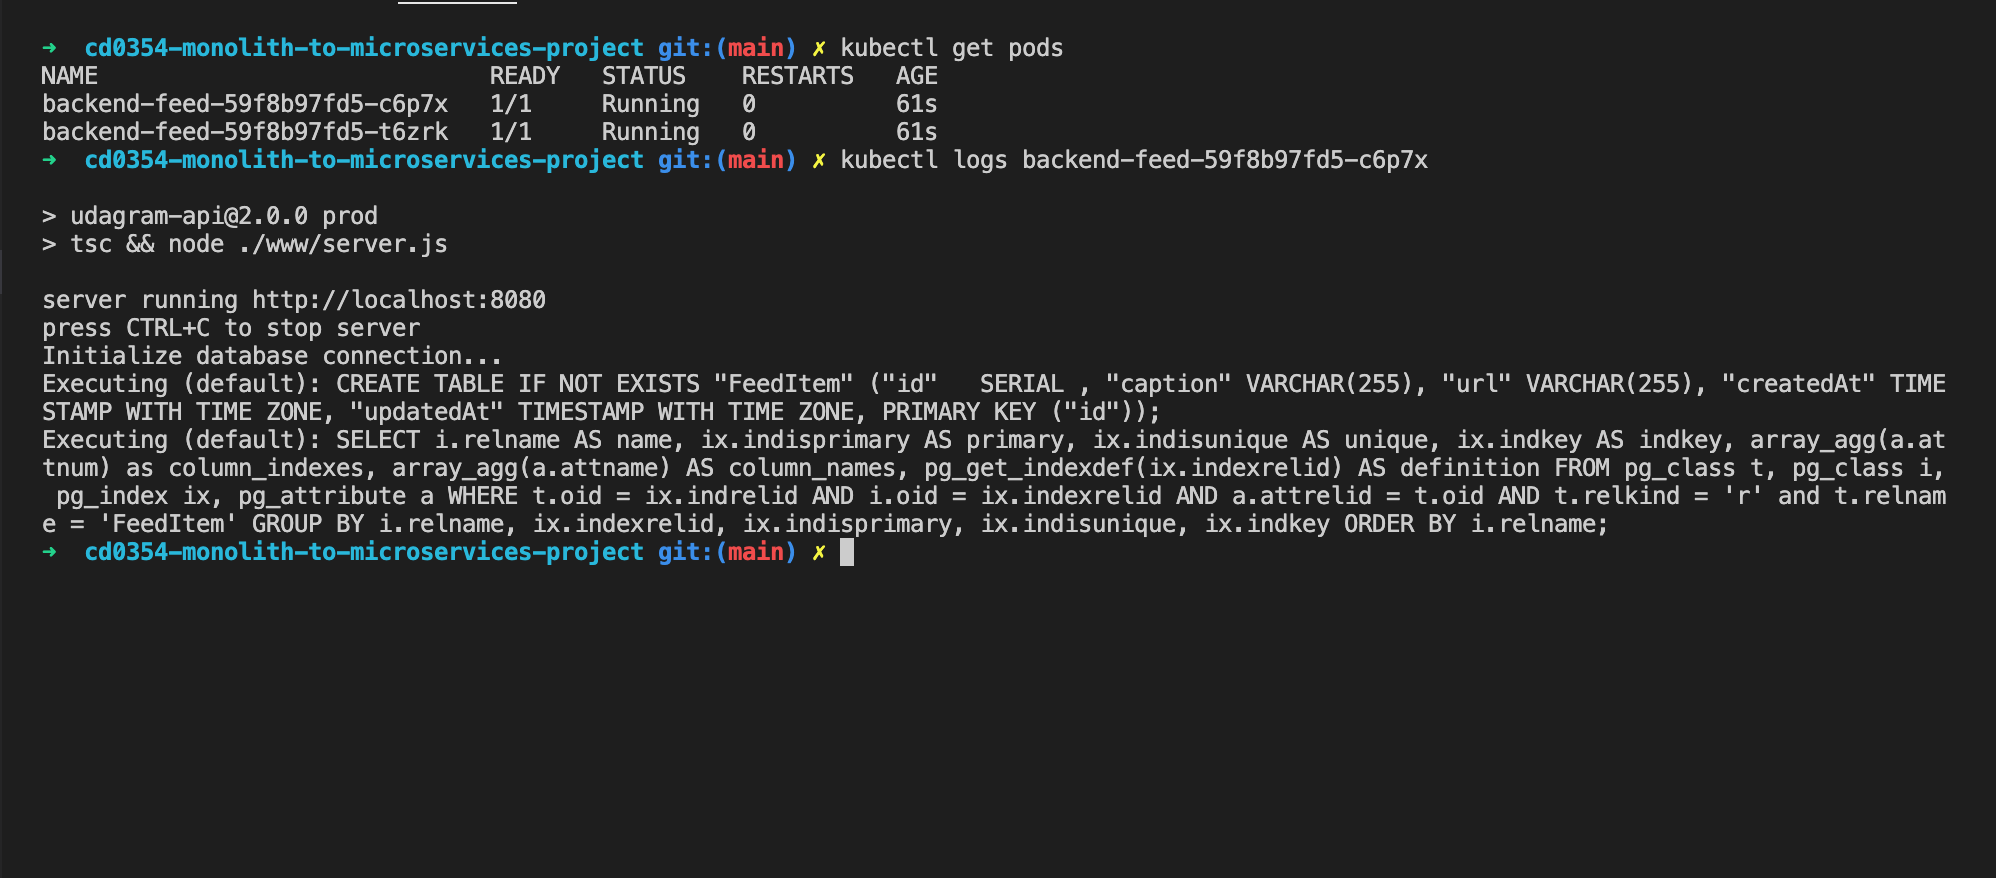 ➜  cd0354-monolith-to-microservices-project git:(main) ✗ kubectl get pods
NAME                            READY   STATUS    RESTARTS   AGE
backend-feed-59f8b97fd5-c6p7x   1/1     Running   0          61s
backend-feed-59f8b97fd5-t6zrk   1/1     Running   0          61s
➜  cd0354-monolith-to-microservices-project git:(main) ✗ kubectl logs backend-feed-59f8b97fd5-c6p7x
> udagram-api@2.0.0 prod
> tsc && node ./www/server.js
server running http://localhost:8080
press CTRL+C to stop server
Initialize database connection...
Executing (default): CREATE TABLE IF NOT EXISTS "FeedItem" ("id"   SERIAL , "caption" VARCHAR(255), "url" VARCHAR(255), "createdAt" TIME
STAMP WITH TIME ZONE, "updatedAt" TIMESTAMP WITH TIME ZONE, PRIMARY KEY ("id"));
Executing (default): SELECT i.relname AS name, ix.indisprimary AS primary, ix.indisunique AS unique, ix.indkey AS indkey, array_agg(a.at
tnum) as column_indexes, array_agg(a.attname) AS column_names, pg_get_indexdef(ix.indexrelid) AS definition FROM pg_class t, pg_class i,
 pg_index ix, pg_attribute a WHERE t.oid = ix.indrelid AND i.oid = ix.indexrelid AND a.attrelid = t.oid AND t.relkind = 'r' and t.relnam
e = 'FeedItem' GROUP BY i.relname, ix.indexrelid, ix.indisprimary, ix.indisunique, ix.indkey ORDER BY i.relname;
➜  cd0354-monolith-to-microservices-project git:(main) ✗